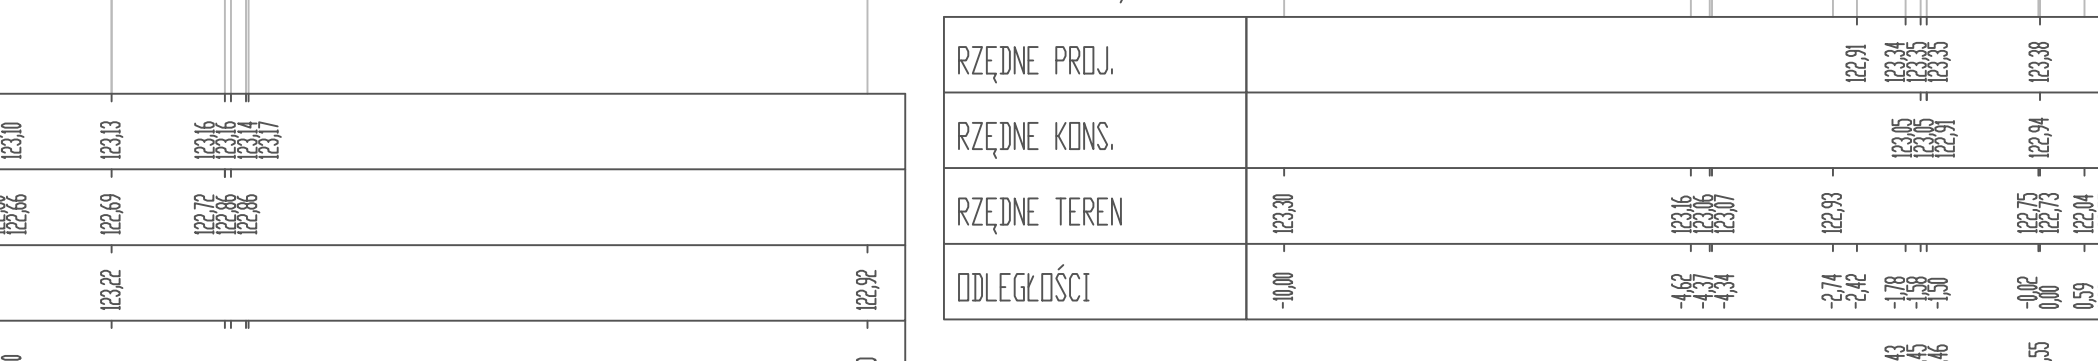 123,10 123,13 123,16 123,16 123,14 123,17
122,66 122,69 122,72 122,86 122,86
123,22 122,92
RZĘDNE PROJ. 122,91 123,34 123,35 123,35 123,38
RZĘDNE KONS. 123,05 123,05 122,91 122,94
RZĘDNE TEREN 123,30 123,16 123,06 123,07 122,93 122,75 122,73 122,04
ODLEGŁOŚCI -10,00 -4,62 -4,37 -4,34 -2,74 -2,42 -1,78 -1,58 -1,50 -0,02 0,00 0,59